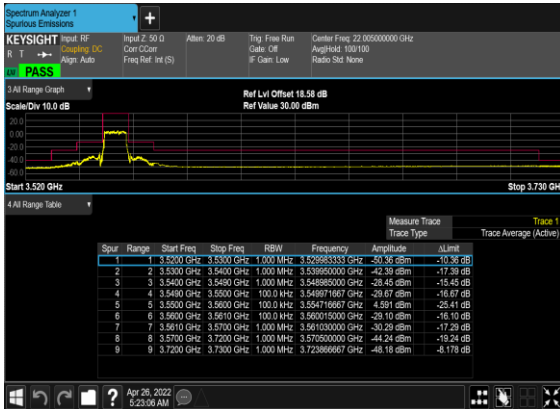 Spectrum Analyzer 1
Spurious Emissions
+
KEYSIGHT Input: RF Input Z: 50 Ω Atten: 20 dB Trig: Free Run Center Freq: 22.005000000 GHz
R T Coupling: DC Corr CCorr Gate: Off Avg|Hold: 100/100
Align: Auto Freq Ref: Int (S) IF Gain: Low Radio Std: None
PASS
3 All Range Graph Ref Lvl Offset 18.58 dB
Scale/Div 10.0 dB Ref Value 30.00 dBm
20.0
0.00
-20.0
-40.0
Start 3.520 GHz Stop 3.730 GH
4 All Range Table
Measure Trace Trace 1
Trace Type Trace Average (Active)
Spur Range Start Freq Stop Freq RBW Frequency Amplitude ΔLimit
1 1 3.5200 GHz 3.5300 GHz 1.000 MHz 3.529983333 GHz -50.36 dBm -10.36 dB
2 2 3.5300 GHz 3.5400 GHz 1.000 MHz 3.539950000 GHz -42.39 dBm -17.39 dB
3 3 3.5400 GHz 3.5490 GHz 1.000 MHz 3.548985000 GHz -28.45 dBm -15.45 dB
4 4 3.5490 GHz 3.5500 GHz 100.0 kHz 3.549971667 GHz -29.67 dBm -16.67 dB
5 5 3.5500 GHz 3.5600 GHz 100.0 kHz 3.554716667 GHz 4.591 dBm -25.41 dB
6 6 3.5600 GHz 3.5610 GHz 100.0 kHz 3.560015000 GHz -29.10 dBm -16.10 dB
7 7 3.5610 GHz 3.5700 GHz 1.000 MHz 3.561030000 GHz -30.29 dBm -17.29 dB
8 8 3.5700 GHz 3.7200 GHz 1.000 MHz 3.570500000 GHz -44.24 dBm -19.24 dB
9 9 3.7200 GHz 3.7300 GHz 1.000 MHz 3.723866667 GHz -48.18 dBm -8.178 dB
? Apr 26, 2022
5:23:06 AM